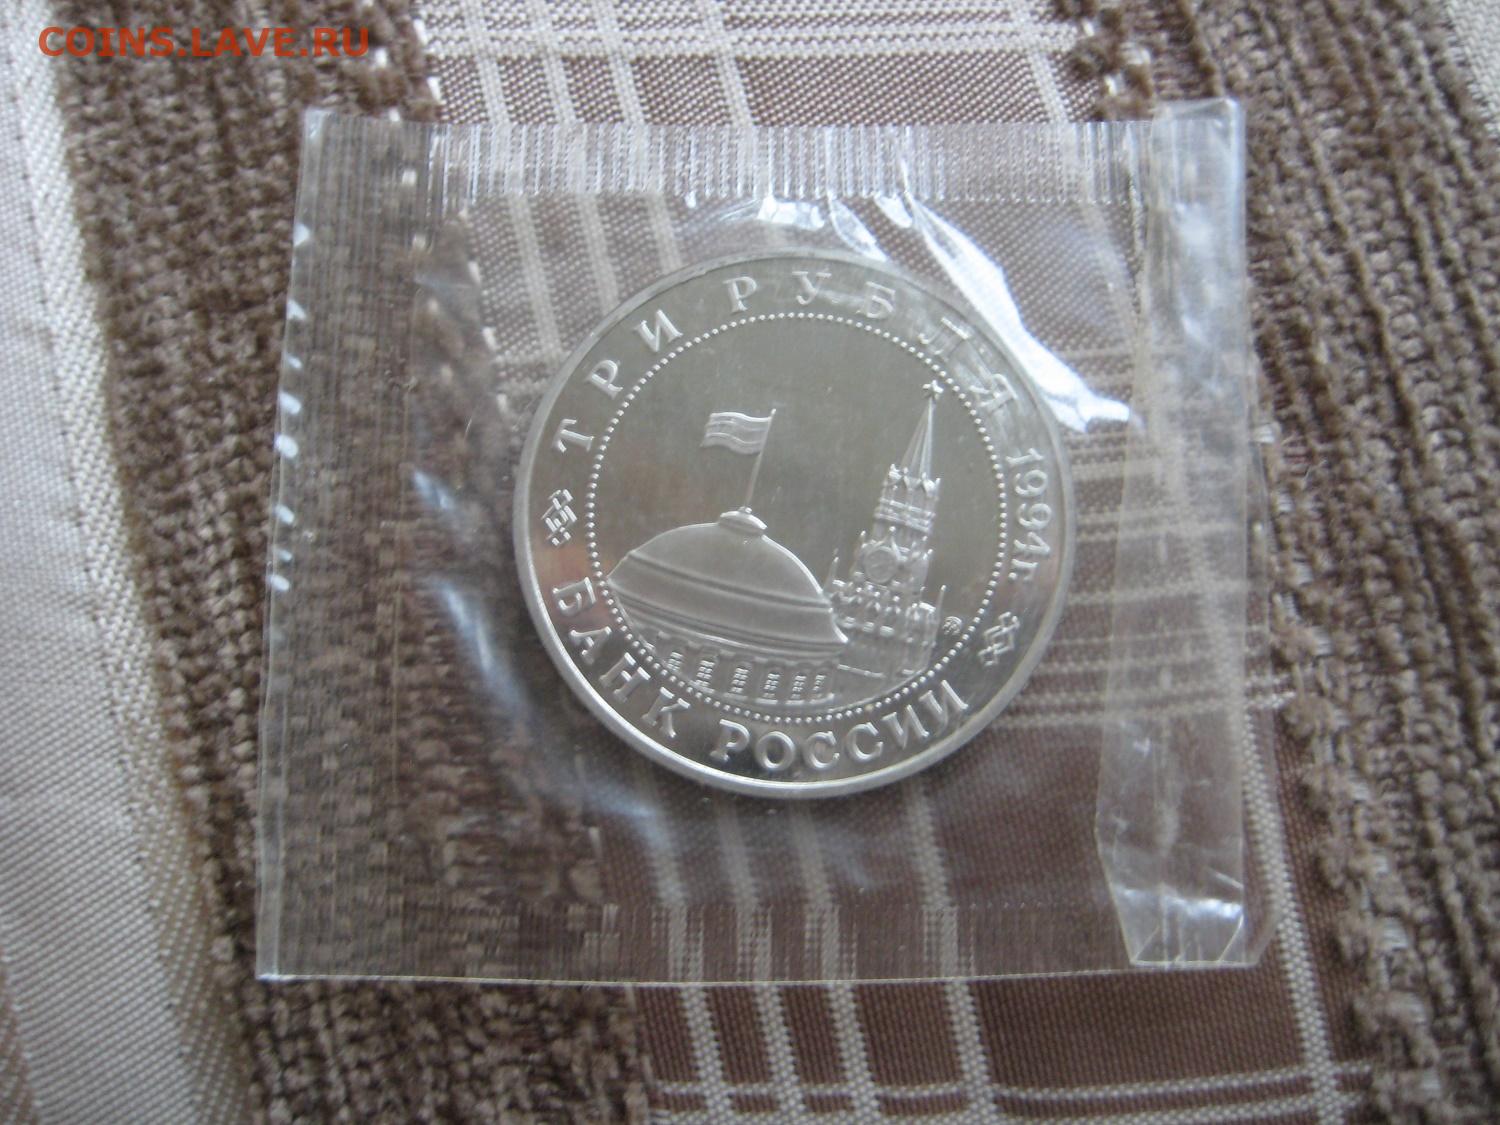 COINS.LAVE.RU
ТРИ РУБЛЯ 1994г.
БАНК РОССИИ